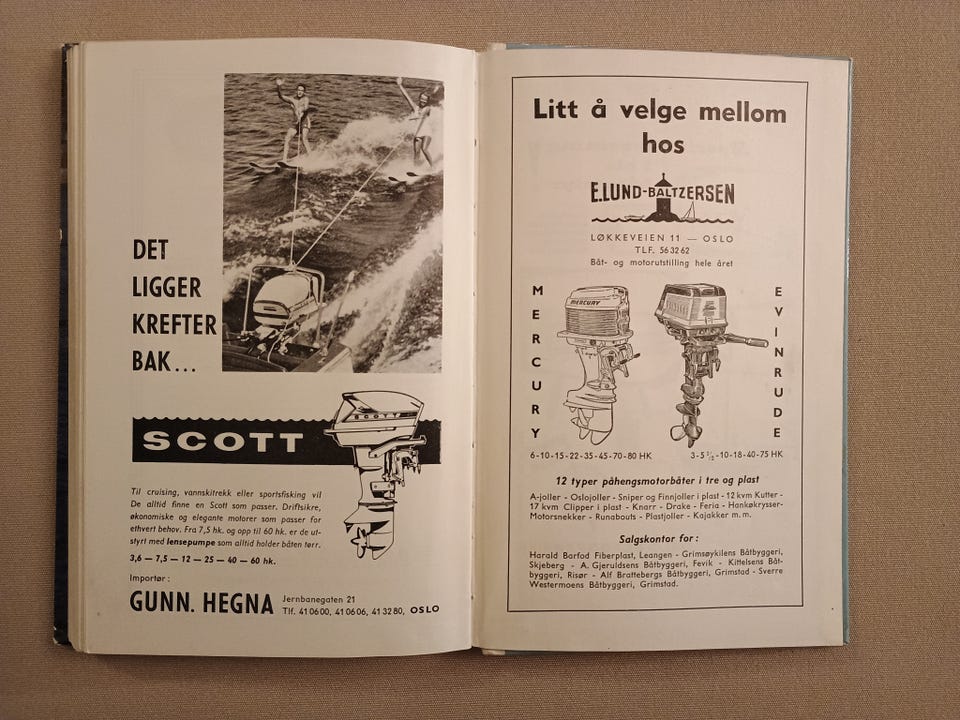 DET
LIGGER
KREFTER
BAK...
SCOTT
SCOTT
Til cruising, vannskitrekk eller sportsfisking vil
De alltid finne en Scott som passer. Driftsikre,
økonomiske og elegante motorer som passer for
ethvert behov. Fra 7,5 hk. og opp til 60 hk. er de ut-
styrt med lensepumpe som alltid holder båten tørr.
3,6 — 7,5 — 12 — 25 — 40 — 60 hk.
Importør:
GUNN. HEGNA
Jernbanegaten 21
Tlf. 41 06 00, 41 06 06, 41 32 80, OSLO
Litt å velge mellom
hos
E.LUND-BALTZERSEN
LØKKEVEIEN 11 — OSLO
TLF. 56 32 62
Båt- og motorutstilling hele året
MERCURY
MERCURY
EVINRUDE
6-10-15-22-35-45-70-80 HK
3-5 1/2-10-18-40-75 HK
12 typer påhengsmotorbåter i tre og plast
A-joller - Oslojoller - Sniper og Finnjoller i plast - 12 kvm Kutter -
17 kvm Clipper i plast - Knarr - Drake - Feria - Hankøkrysser-
Motorsnekker - Runabouts - Plastjoller - Kajakker m. m.
Salgskontor for:
Harald Barfod Fiberplast, Leangen - Grimsøykilens Båtbyggeri,
Skjeberg - A. Gjeruldsens Båtbyggeri, Fevik - Kittelsens Båt-
byggeri, Risør - Alf Brattebergs Båtbyggeri, Grimstad - Sverre
Westermoens Båtbyggeri, Grimstad.